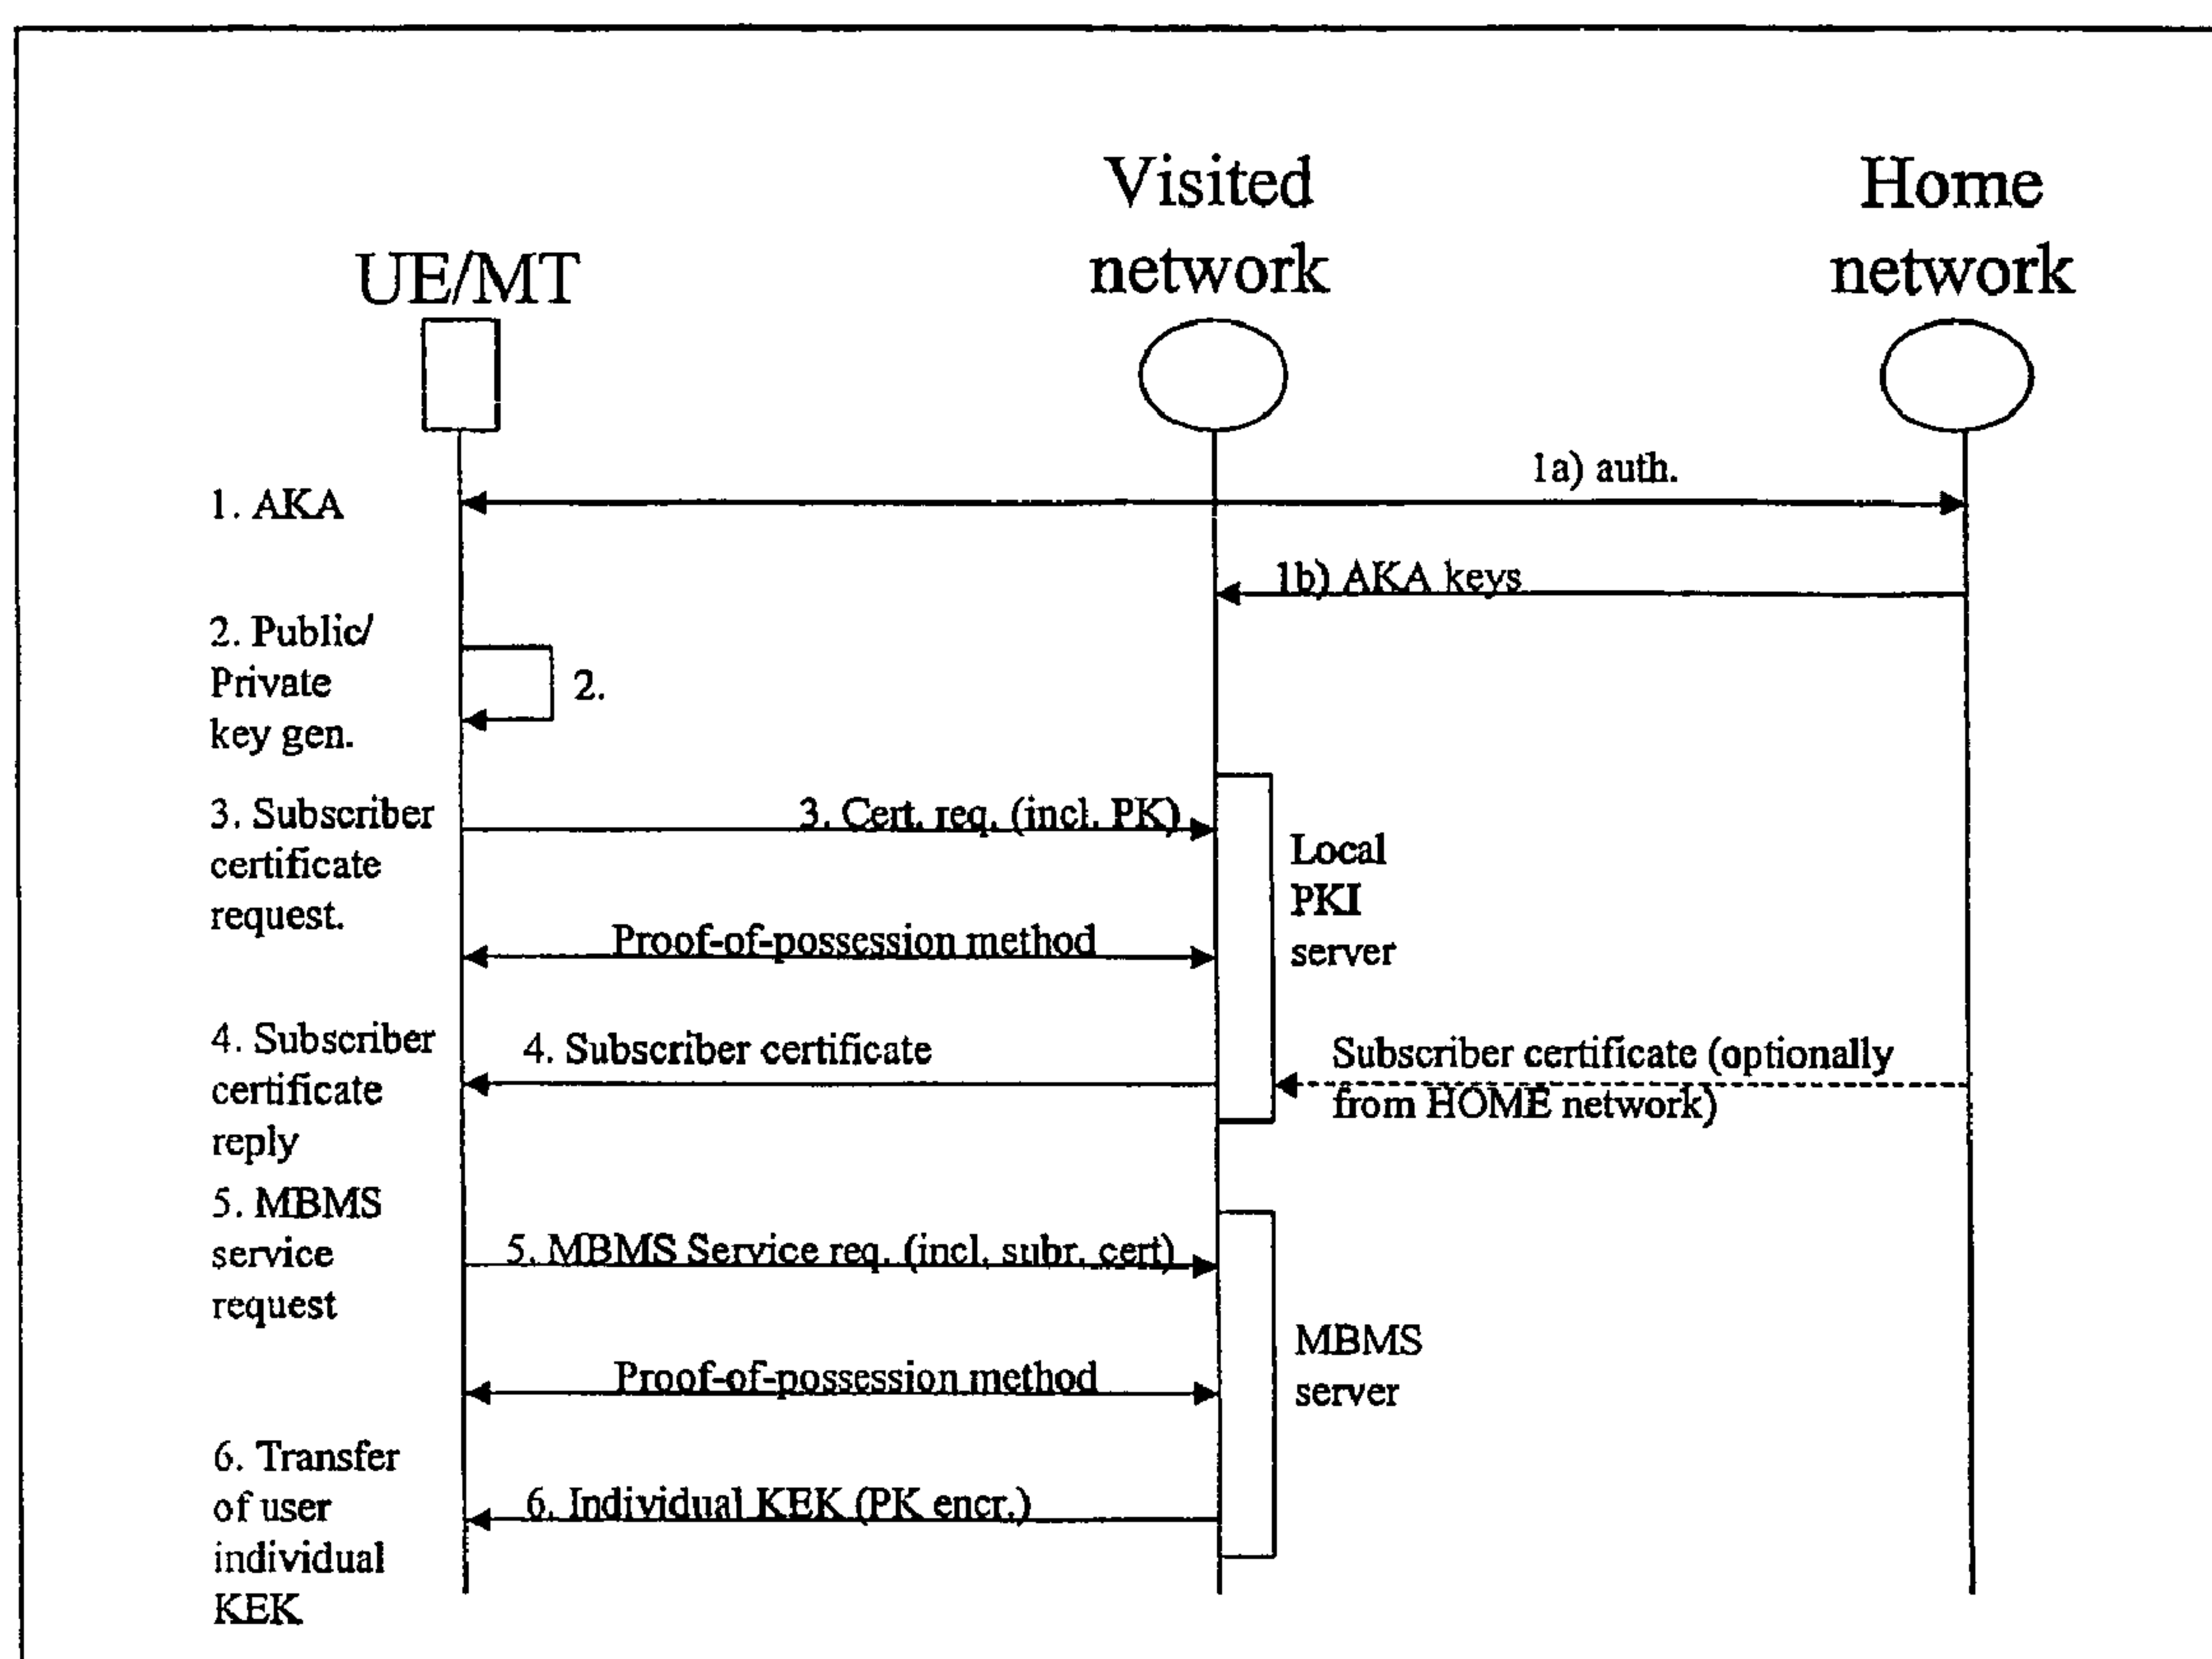 Visited
network
Home
network
UE/MT
1a) auth.
1. AKA
1b) AKA keys
2. Public/
Private
key gen.
2.
3. Subscriber
certificate
request.
3. Cert. req. (incl. PK)
Local
PKI
server
Proof-of-possession method
4. Subscriber
certificate
reply
4. Subscriber certificate
Subscriber certificate (optionally
from HOME network)
5. MBMS
service
request
5. MBMS Service req. (incl. subr. cert)
MBMS
server
Proof-of-possession method
6. Transfer
of user
individual
KEK
6. Individual KEK (PK encr.)